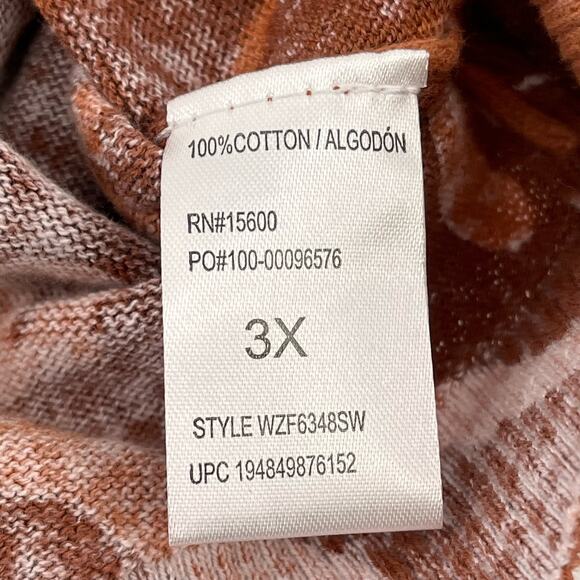 100%COTTON / ALGODÓN
RN#15600
PO#100-00096576
3X
STYLE WZF6348SW
UPC 194849876152